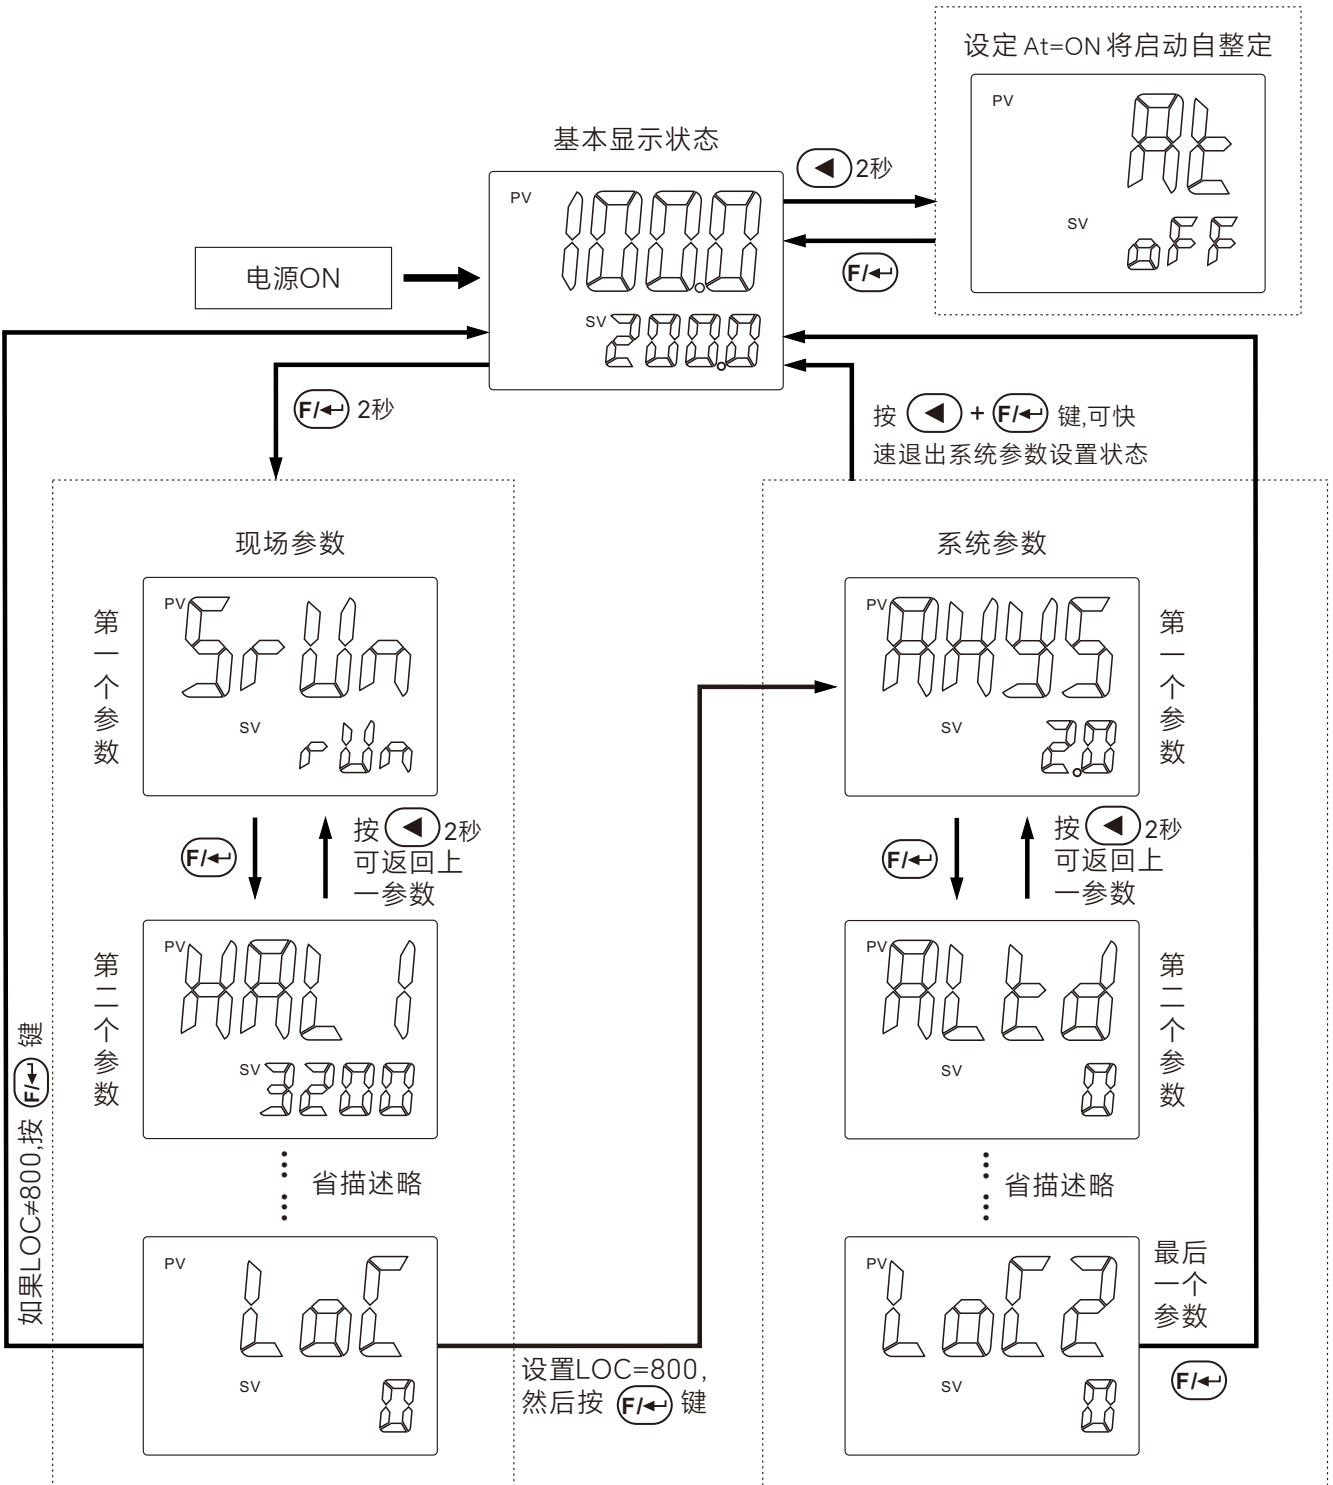 设定 At=ON 将启动自整定
PV
At
SV
oFF
基本显示状态
PV
100.0
SV
200.0
2秒
F/↵
电源ON
F/↵ 2秒
按 ◀ + F/↵ 键,可快
速退出系统参数设置状态
现场参数
第一个参数
PV
SrUn
SV
rUn
F/↵
按 ◀ 2秒
可返回上
一参数
第二个参数
PV
HAL1
SV
3200
省描述略
PV
LoC
SV
0
如果LOC≠800,按 F/↵ 键
设置LOC=800,
然后按 F/↵ 键
系统参数
第一个参数
PV
AHYS
SV
2.0
F/↵
按 ◀ 2秒
可返回上
一参数
第二个参数
PV
ALtd
SV
0
省描述略
PV
LoC2
SV
0
最后
一个
参数
F/↵